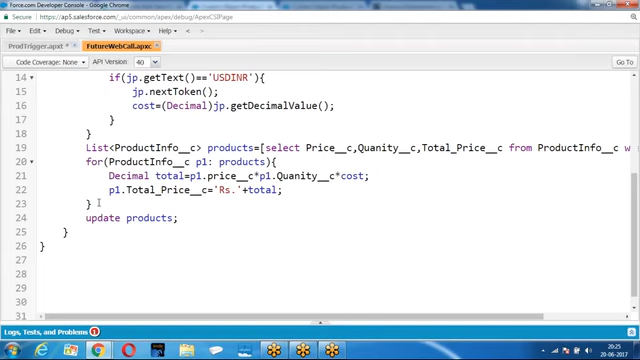 Force.com Developer Console - Google Chrome
Secure
https://ap5.salesforce.com/_ui/common/apex/debug/ApexCSIPage
File
Edit
Debug
Test
Workspace
Help
<
>
ProdTrigger.apxt *
FutureWebCall.apxc
Code Coverage: None
API Version
40
Go To
14 if(jp.getText()=='USDINR'){
15 jp.nextToken();
16 cost=(Decimal)jp.getDecimalValue();
17 }
18 }
19 List<ProductInfo__c> products=[select Price__c,Quanity__c,Total_Price__c from ProductInfo__c w
20 for(ProductInfo__c p1: products){
21 Decimal total=p1.price__c*p1.Quanity__c*cost;
22 p1.Total_Price__c='Rs.'+total;
23 }
24 update products;
25 }
26 }
27
28
29
31
Logs, Tests, and Problems
20:25
20-06-2017